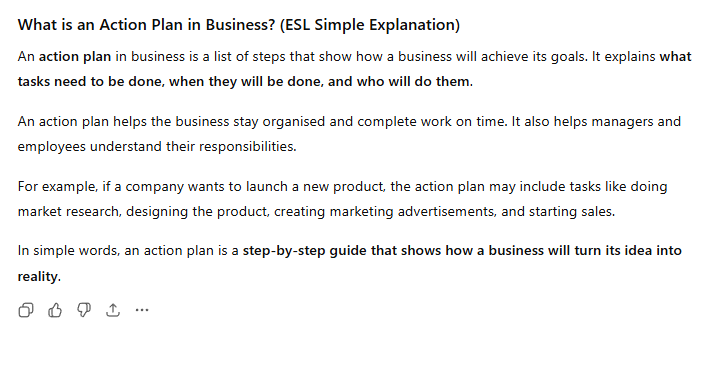 What is an Action Plan in Business? (ESL Simple Explanation)
An action plan in business is a list of steps that show how a business will achieve its goals. It explains what
tasks need to be done, when they will be done, and who will do them.
An action plan helps the business stay organised and complete work on time. It also helps managers and
employees understand their responsibilities.
For example, if a company wants to launch a new product, the action plan may include tasks like doing
market research, designing the product, creating marketing advertisements, and starting sales.
In simple words, an action plan is a step-by-step guide that shows how a business will turn its idea into
reality.